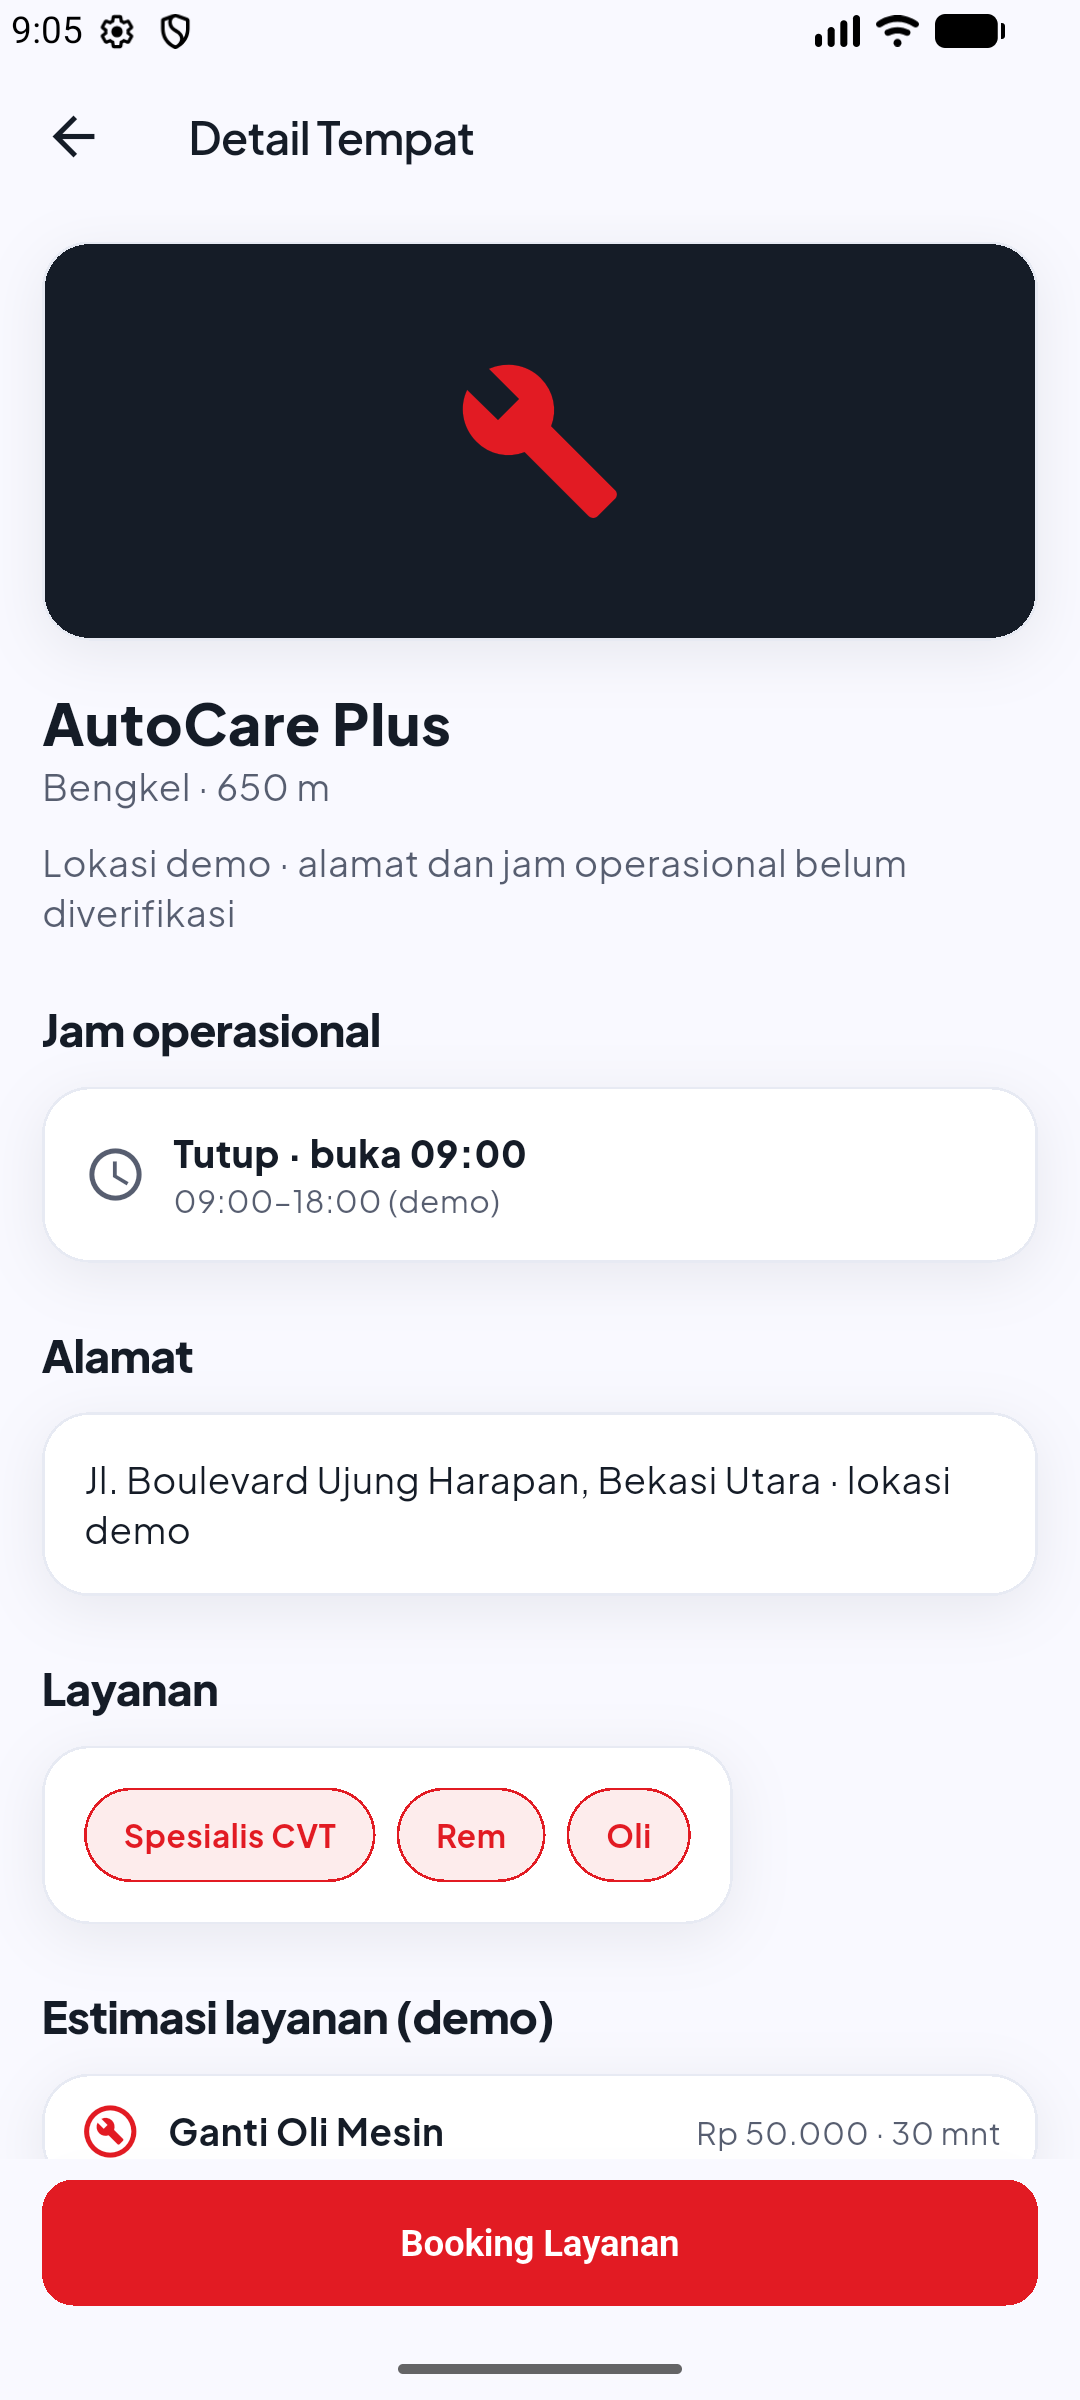 9:05
Detail Tempat
AutoCare Plus
Bengkel · 650 m
Lokasi demo · alamat dan jam operasional belum
diverifikasi
Jam operasional
Tutup · buka 09:00
09:00–18:00 (demo)
Alamat
Jl. Boulevard Ujung Harapan, Bekasi Utara · lokasi
demo
Layanan
Spesialis CVT Rem Oli
Estimasi layanan (demo)
Ganti Oli Mesin Rp 50.000 · 30 mnt
Booking Layanan